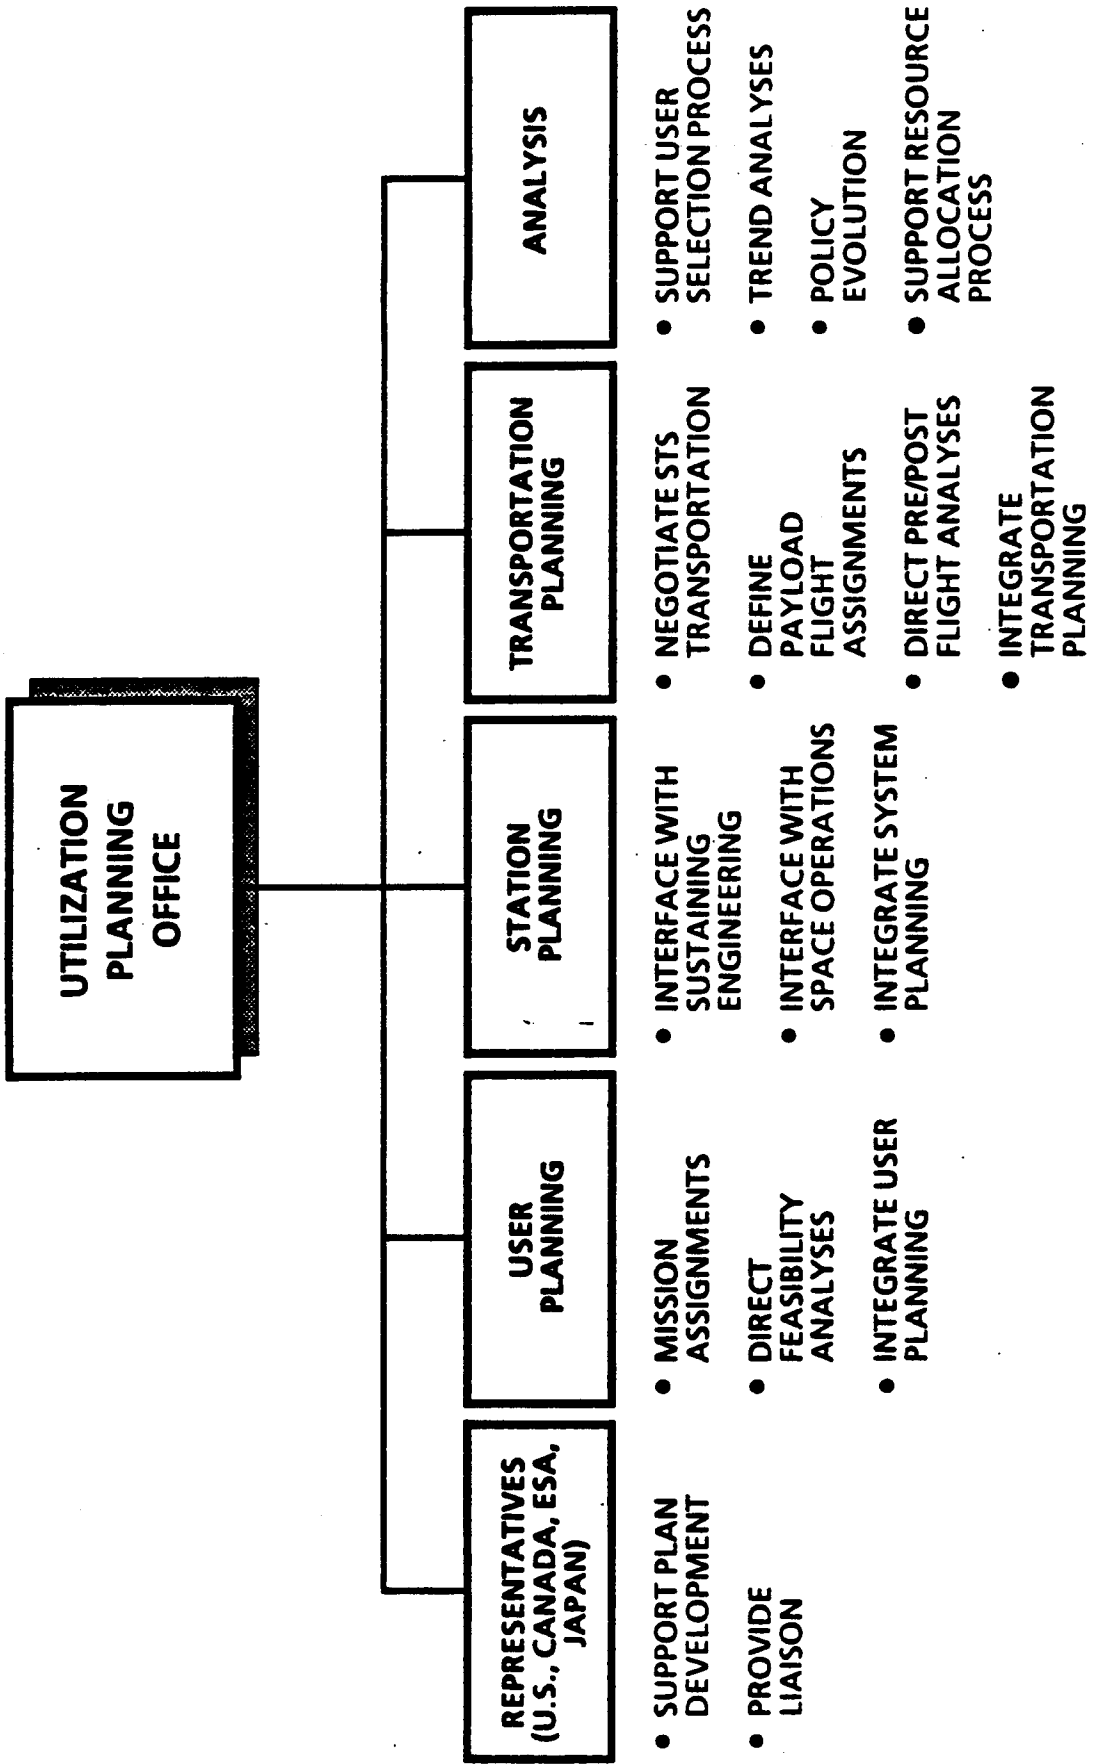 UTILIZATION
PLANNING
OFFICE
REPRESENTATIVES
(U.S., CANADA, ESA,
JAPAN)
● SUPPORT PLAN
DEVELOPMENT
● PROVIDE
LIAISON
USER
PLANNING
● MISSION
ASSIGNMENTS
● DIRECT
FEASIBILITY
ANALYSES
● INTEGRATE USER
PLANNING
STATION
PLANNING
● INTERFACE WITH
SUSTAINING
ENGINEERING
● INTERFACE WITH
SPACE OPERATIONS
● INTEGRATE SYSTEM
PLANNING
TRANSPORTATION
PLANNING
● NEGOTIATE STS
TRANSPORTATION
● DEFINE
PAYLOAD
FLIGHT
ASSIGNMENTS
● DIRECT PRE/POST
FLIGHT ANALYSES
● INTEGRATE
TRANSPORTATION
PLANNING
ANALYSIS
● SUPPORT USER
SELECTION PROCESS
● TREND ANALYSES
● POLICY
EVOLUTION
● SUPPORT RESOURCE
ALLOCATION
PROCESS